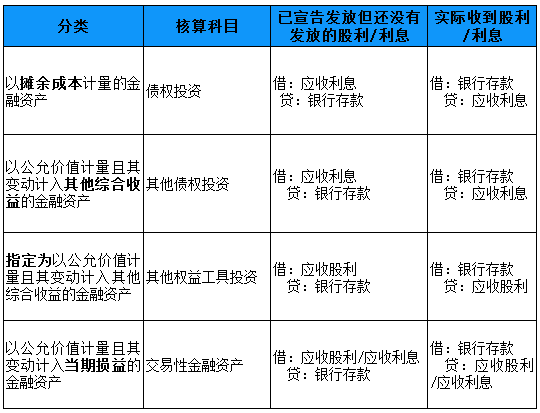 分类
核算科目
已宣告发放但还没有
发放的股利/利息
实际收到股利
/利息
以摊余成本计量的金
融资产
债权投资
借：应收利息
贷：银行存款
借：银行存款
贷：应收利息
以公允价值计量且其
变动计入其他综合收
益的金融资产
其他债权投资
借：应收利息
贷：银行存款
借：银行存款
贷：应收利息
指定为以公允价值计
量且其变动计入其他
综合收益的金融资产
其他权益工具投资
借：应收股利
贷：银行存款
借：银行存款
贷：应收股利
以公允价值计量且其
变动计入当期损益的
金融资产
交易性金融资产
借：应收股利/应收利息
贷：银行存款
借：银行存款
贷：应收股利
/应收利息